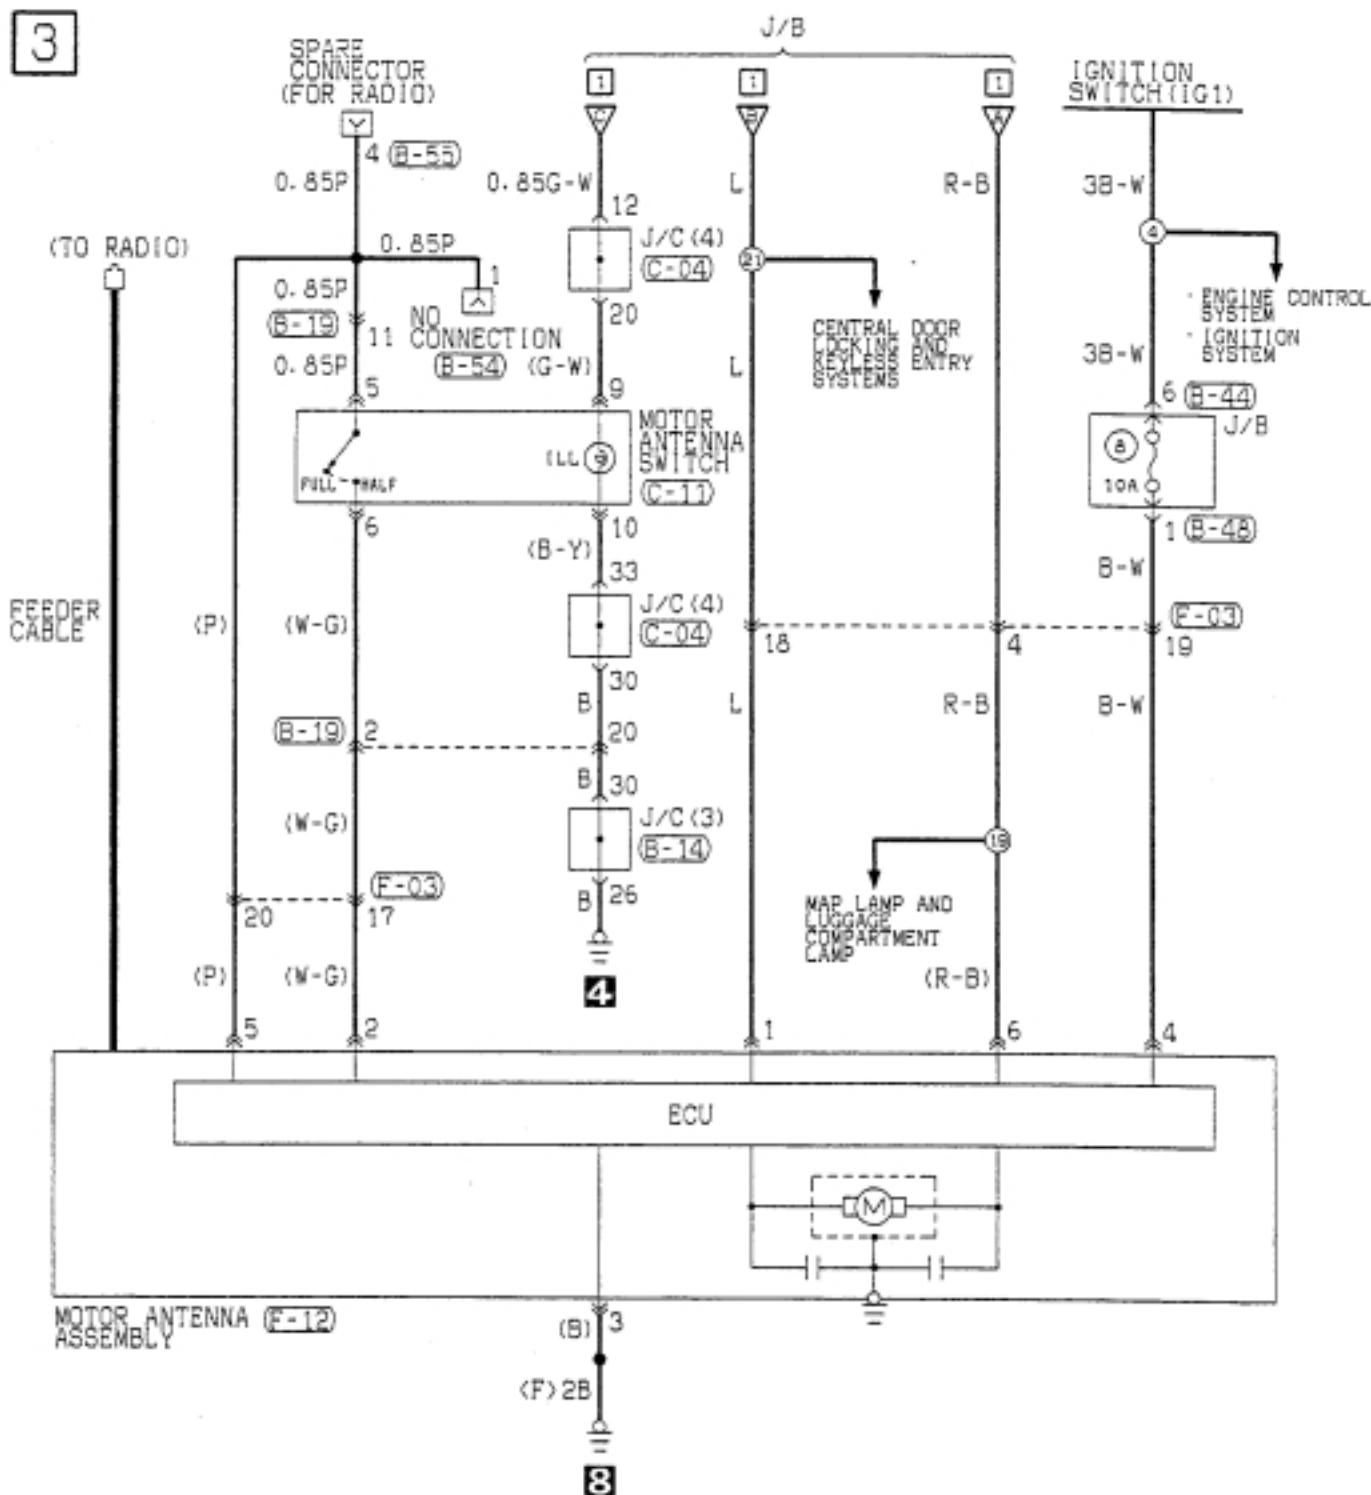 3
J/B
SPARE
CONNECTOR
(FOR RADIO)
1
1
1
IGNITION
SWITCH(IG1)
C
B
A
4 (B-55)
0.85P
0.85G-W
L
R-B
3B-W
12
(TO RADIO)
0.85P
J/C(4)
C-04
21
4
0.85P
1
B-19
11
NO
CONNECTION
B-54
20
CENTRAL DOOR
LOCKING AND
KEYLESS ENTRY
SYSTEMS
· ENGINE CONTROL
SYSTEM
· IGNITION
SYSTEM
0.85P
(G-W)
L
3B-W
5
9
6
B-44
J/B
MOTOR
ANTENNA
SWITCH
C-11
ILL
FULL
HALF
8
10A
6
10
1
B-48
(B-Y)
B-W
33
FEEDER
CABLE
(P)
(W-G)
J/C(4)
C-04
18
4
19
F-03
30
B
L
R-B
B-W
B-19
2
20
B
30
(W-G)
J/C(3)
B-14
19
F-03
20
17
B
26
MAP LAMP AND
LUGGAGE
COMPARTMENT
LAMP
(P)
(W-G)
4
(R-B)
5
2
1
6
4
ECU
M
MOTOR ANTENNA
ASSEMBLY
F-12
(B)
3
(F)2B
8